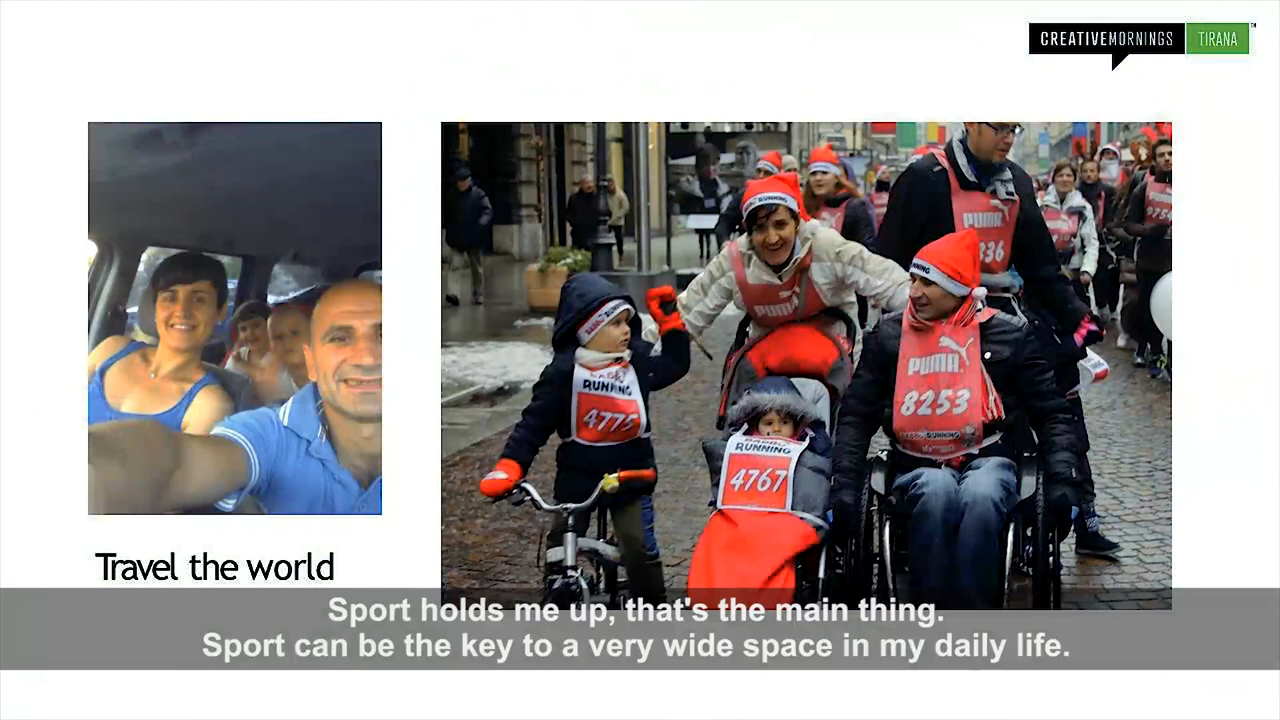 CREATIVEMORNINGS TIRANA
RUNNING
PUMA
336
PUMA
PUMA
8253
RUNNING
4775
RUNNING
4767
Travel the world
Sport holds me up, that's the main thing.
Sport can be the key to a very wide space in my daily life.